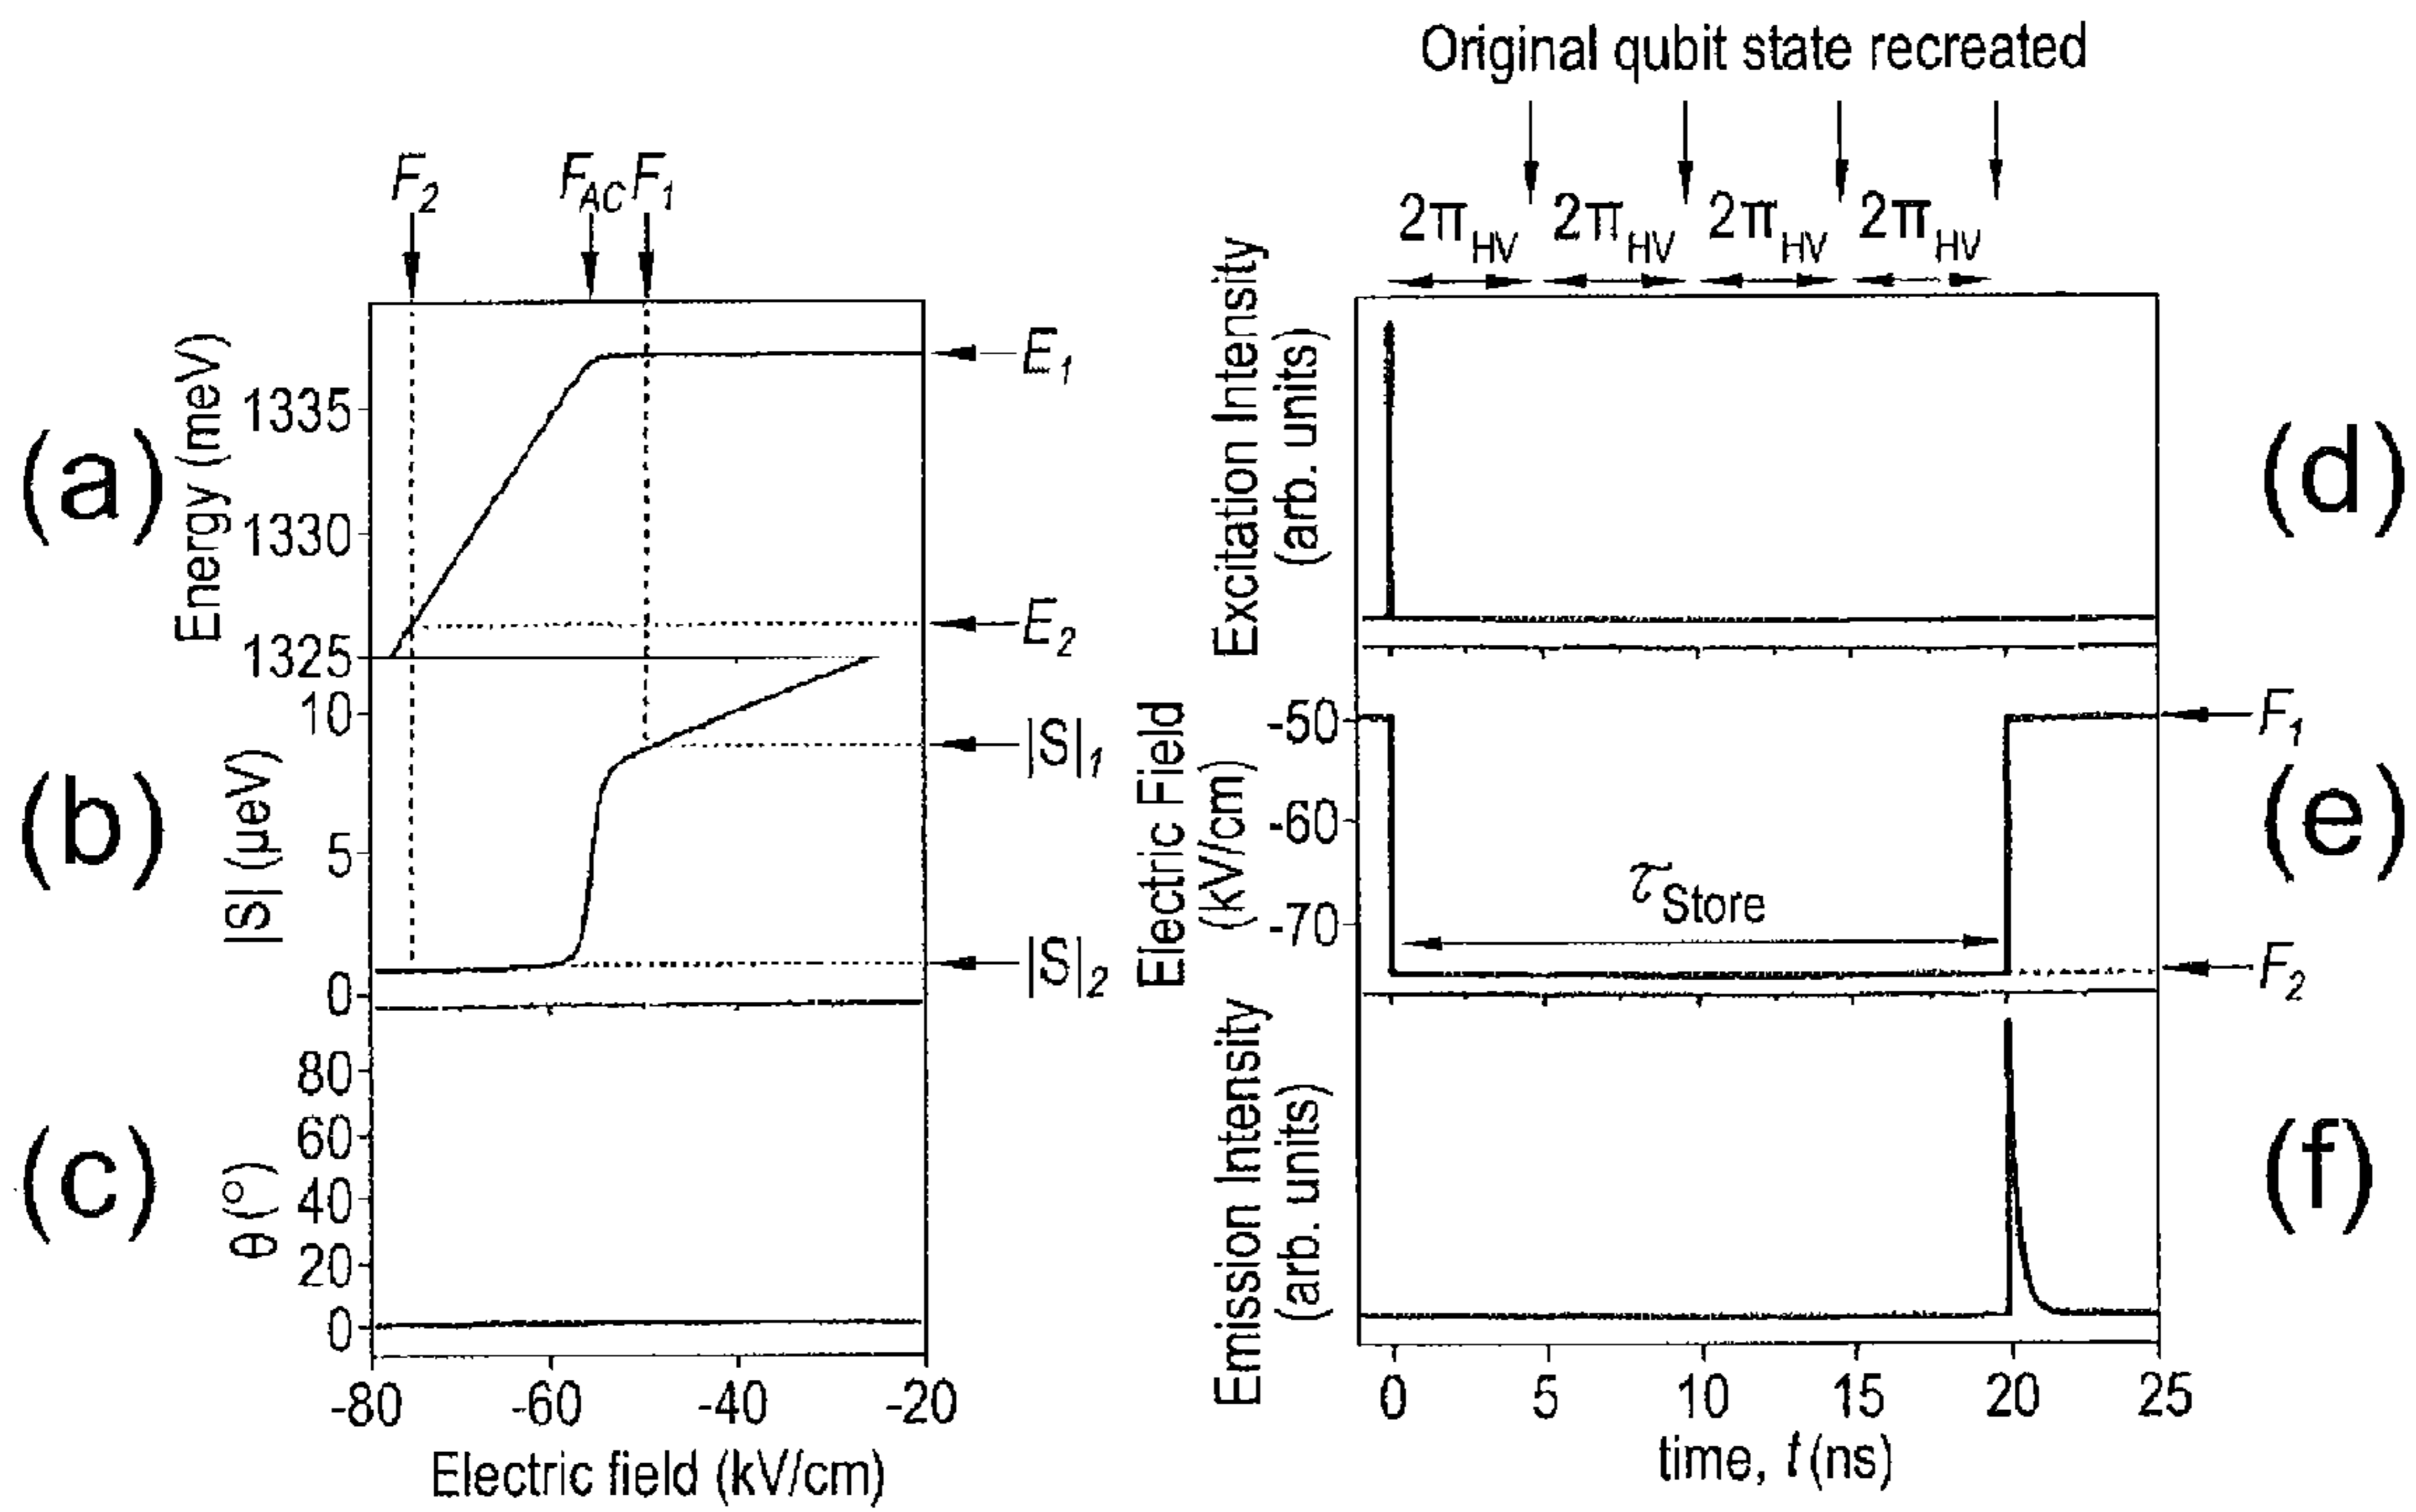 Original qubit state recreated
F2 FAC F1
2πHV 2πHV 2πHV 2πHV
(a)
Energy (meV)
1335
1330
1325
E1
E2
(b)
|S| (µeV)
10
5
0
|S|1
|S|2
(c)
θ (°)
80
60
40
20
0
-80 -60 -40 -20
Electric field (kV/cm)
(d)
Excitation Intensity
(arb. units)
(e)
Electric Field
(kV/cm)
-50
-60
-70
τStore
F1
F2
(f)
Emission Intensity
(arb. units)
0 5 10 15 20 25
time, t (ns)